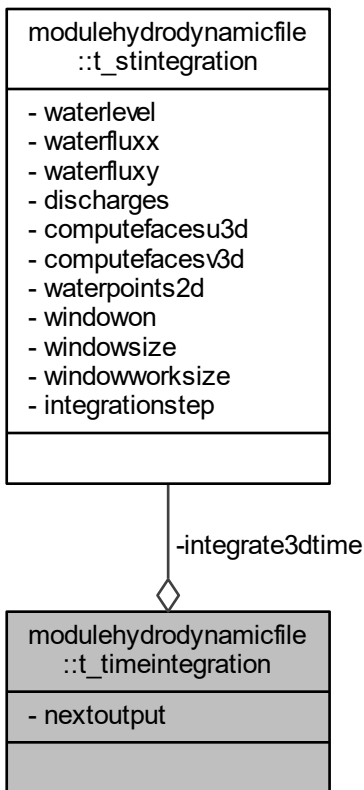 modulehydrodynamicfile
::t_stintegration
- waterlevel
- waterfluxx
- waterfluxy
- discharges
- computefacesu3d
- computefacesv3d
- waterpoints2d
- windowon
- windowsize
- windowworksize
- integrationstep
-integrate3dtime
modulehydrodynamicfile
::t_timeintegration
- nextoutput